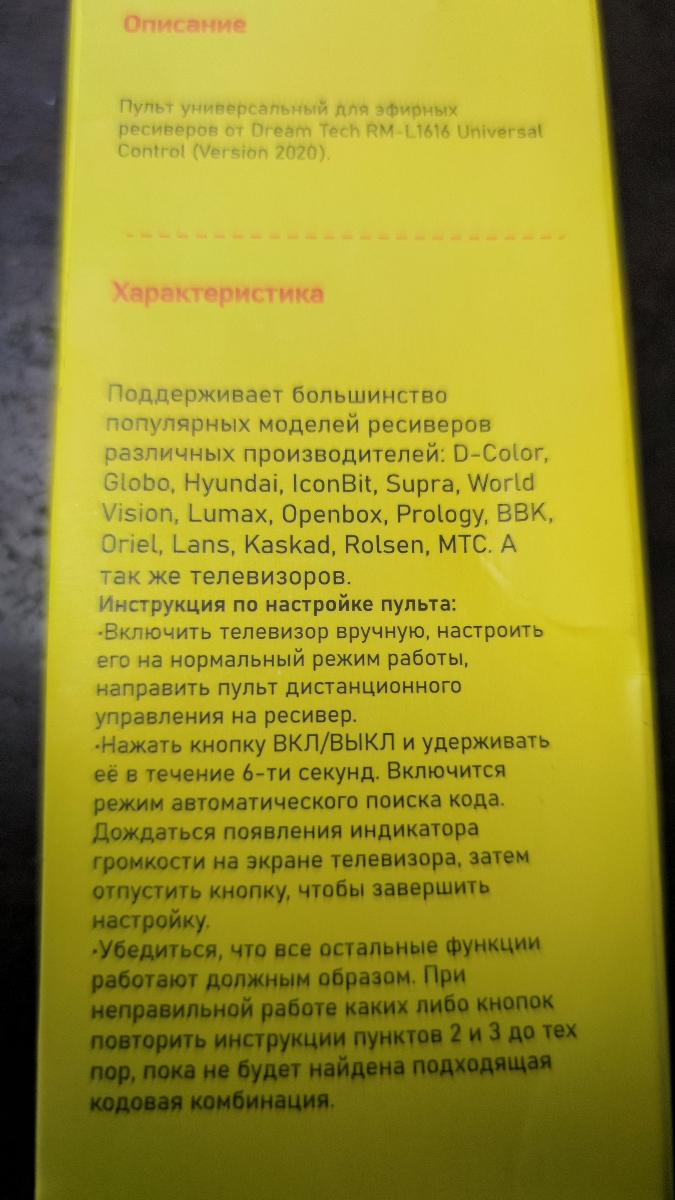 Описание
Пульт универсальный для эфирных
ресиверов от Dream Tech RM-L1616 Universal
Control (Version 2020).
Характеристика
Поддерживает большинство
популярных моделей ресиверов
различных производителей: D-Color,
Globo, Hyundai, IconBit, Supra, World
Vision, Lumax, Openbox, Prology, BBK,
Oriel, Lans, Kaskad, Rolsen, МТС. А
так же телевизоров.
Инструкция по настройке пульта:
·Включить телевизор вручную, настроить
его на нормальный режим работы,
направить пульт дистанционного
управления на ресивер.
·Нажать кнопку ВКЛ/ВЫКЛ и удерживать
её в течение 6-ти секунд. Включится
режим автоматического поиска кода.
Дождаться появления индикатора
громкости на экране телевизора, затем
отпустить кнопку, чтобы завершить
настройку.
·Убедиться, что все остальные функции
работают должным образом. При
неправильной работе каких либо кнопок
повторить инструкции пунктов 2 и 3 до тех
пор, пока не будет найдена подходящая
кодовая комбинация.